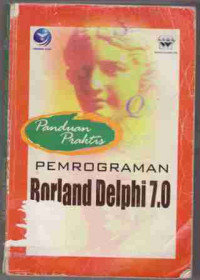 Panduan
Praktis
PEMROGRAMAN
Borland Delphi 7.0